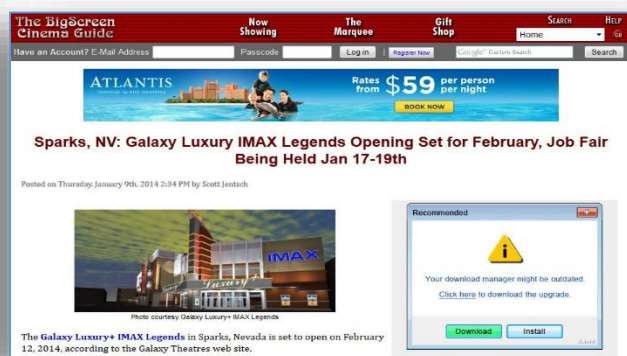 The BigScreen
Cinema Guide
Now
Showing
The
Marquee
Gift
Shop
SEARCH
HELP
Home
Go
Have an Account? E-Mail Address
Passcode
Log in
|
Register Now
Google Custom Search
Search
ATLANTIS
Rates
from $59 per person
per night
BOOK NOW
Sparks, NV: Galaxy Luxury IMAX Legends Opening Set for February, Job Fair
Being Held Jan 17-19th
Posted on Thursday, January 9th, 2014 2:34 PM by Scott Jentsch
IMAX
Luxury+
Photo courtesy Galaxy Luxury+ IMAX Legends
The Galaxy Luxury+ IMAX Legends in Sparks, Nevada is set to open on February
12, 2014, according to the Galaxy Theatres web site.
Recommended
Your download manager might be outdated.
Click here to download the upgrade.
Download
Install